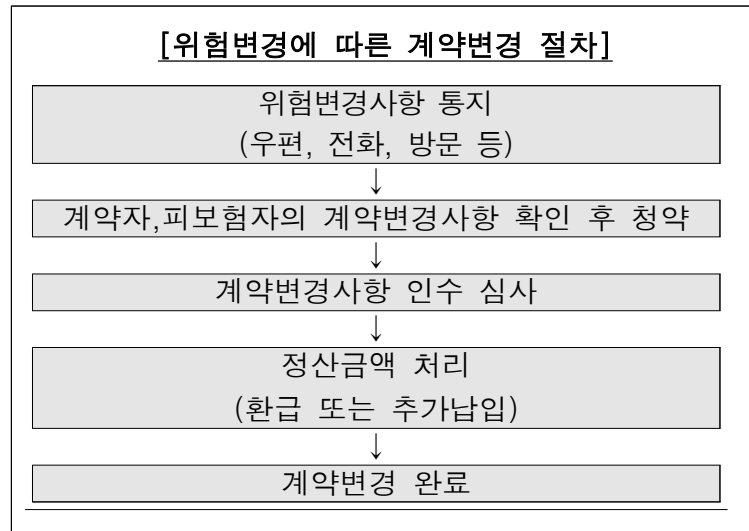 [위험변경에 따른 계약변경 절차]
위험변경사항 통지
(우편, 전화, 방문 등)
↓
계약자,피보험자의 계약변경사항 확인 후 청약
↓
계약변경사항 인수 심사
↓
정산금액 처리
(환급 또는 추가납입)
↓
계약변경 완료